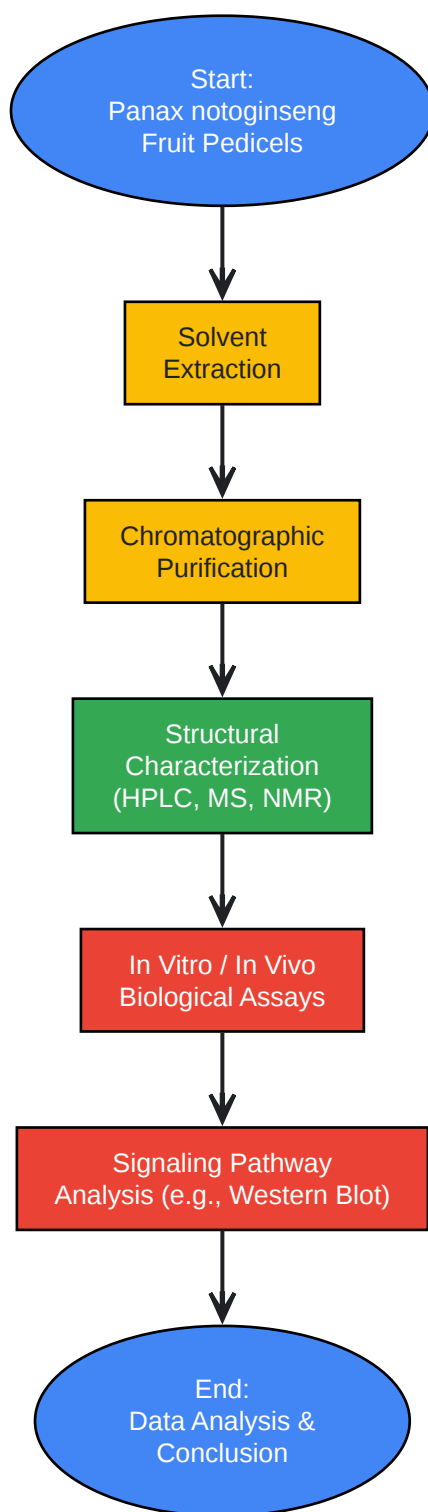 Start:
Panax notoginseng
Fruit Pedicels
Solvent
Extraction
Chromatographic
Purification
Structural
Characterization
(HPLC, MS, NMR)
In Vitro / In Vivo
Biological Assays
Signaling Pathway
Analysis (e.g., Western Blot)
End:
Data Analysis &
Conclusion